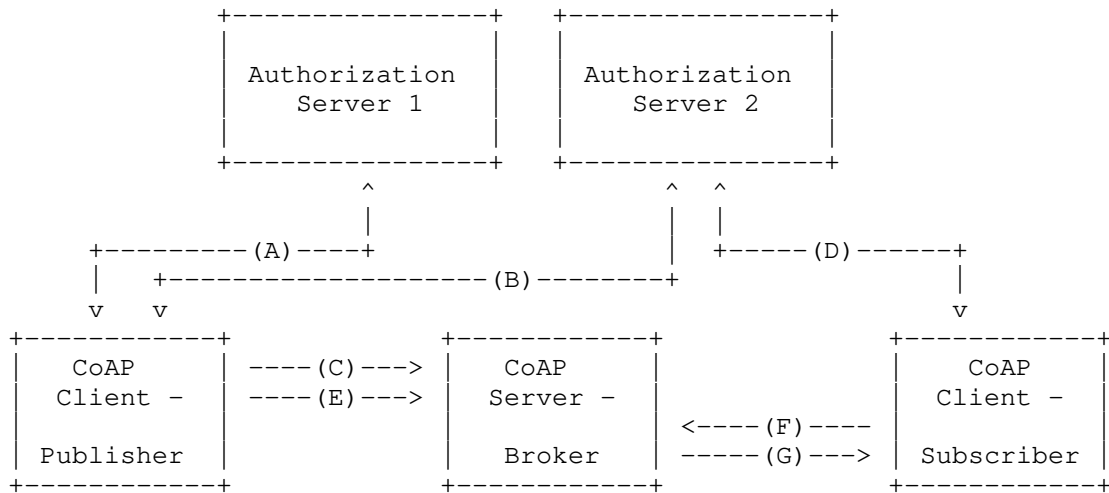 Authorization Authorization
Server 1 Server 2
(A) (D)
(B)
CoAP (C) CoAP CoAP
Client - (E) Server - Client -
(F)
Publisher Broker (G) Subscriber